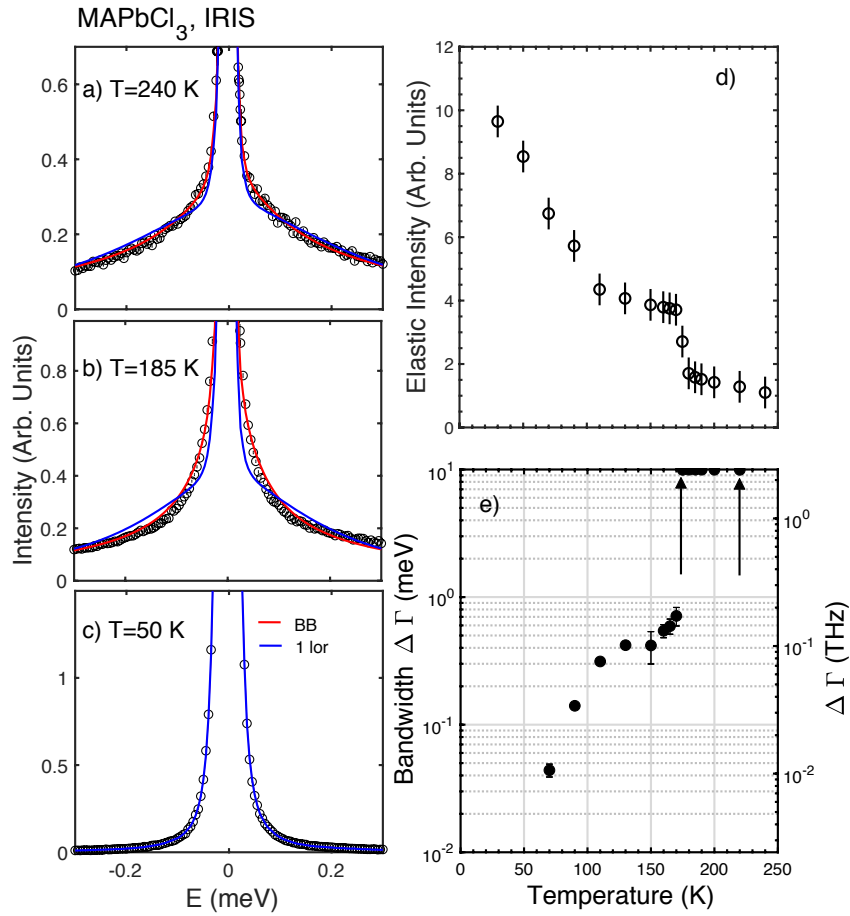 MAPbCl3, IRIS
Intensity (Arb. Units)
a) T=240 K
0.6
0.4
0.2
0
b) T=185 K
0.8
0.6
0.4
0.2
0
c) T=50 K
BB
1 lor
1
0.5
0
-0.2
0
0.2
E (meV)
Elastic Intensity (Arb. Units)
d)
12
10
8
6
4
2
0
Bandwidth Δ Γ (meV)
e)
10^1
10^0
10^-1
10^-2
10^0
10^-1
10^-2
Δ Γ (THz)
0
50
100
150
200
250
Temperature (K)